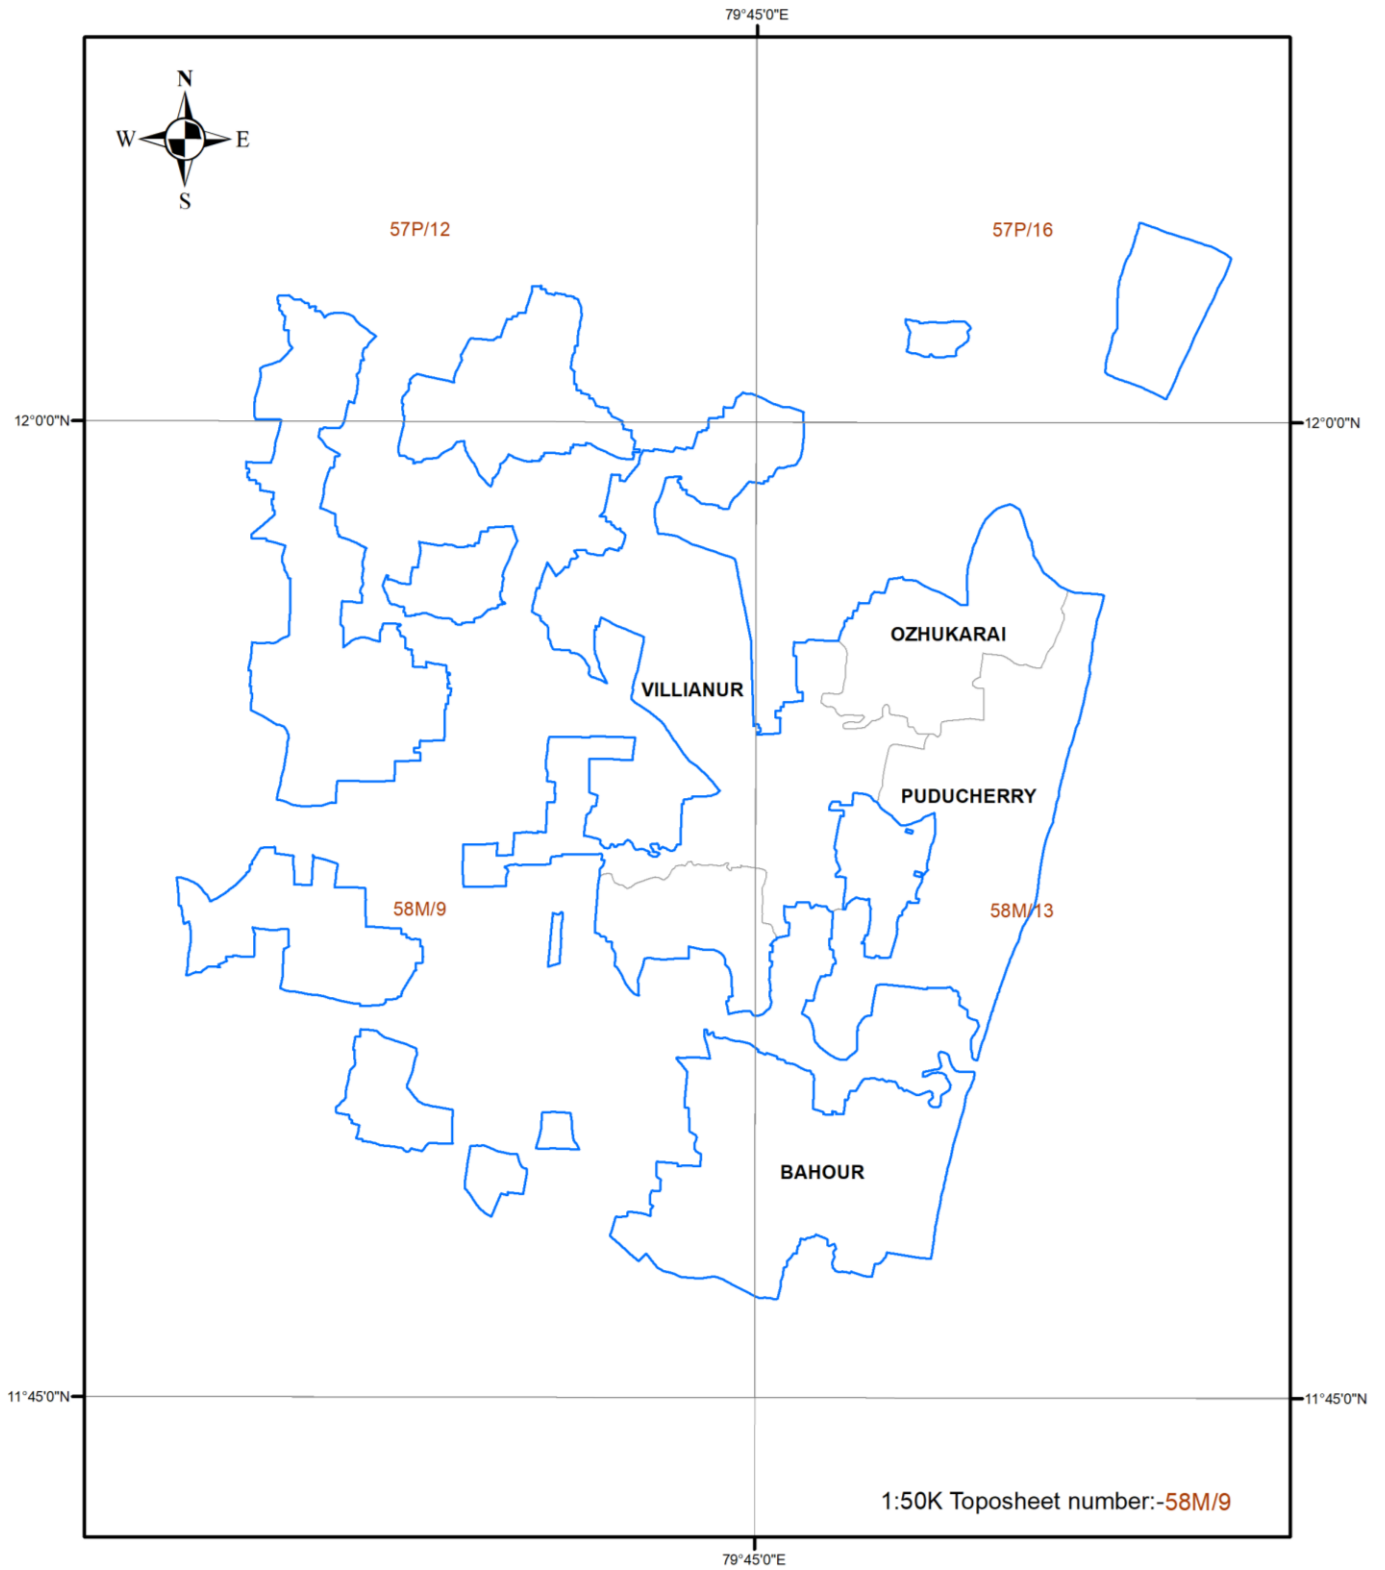 79°45'0"E
N
W E
S
57P/12 57P/16
12°0'0"N 12°0'0"N
OZHUKARAI
VILLIANUR
PUDUCHERRY
58M/9 58M/13
BAHOUR
11°45'0"N 11°45'0"N
1:50K Toposheet number:-58M/9
79°45'0"E